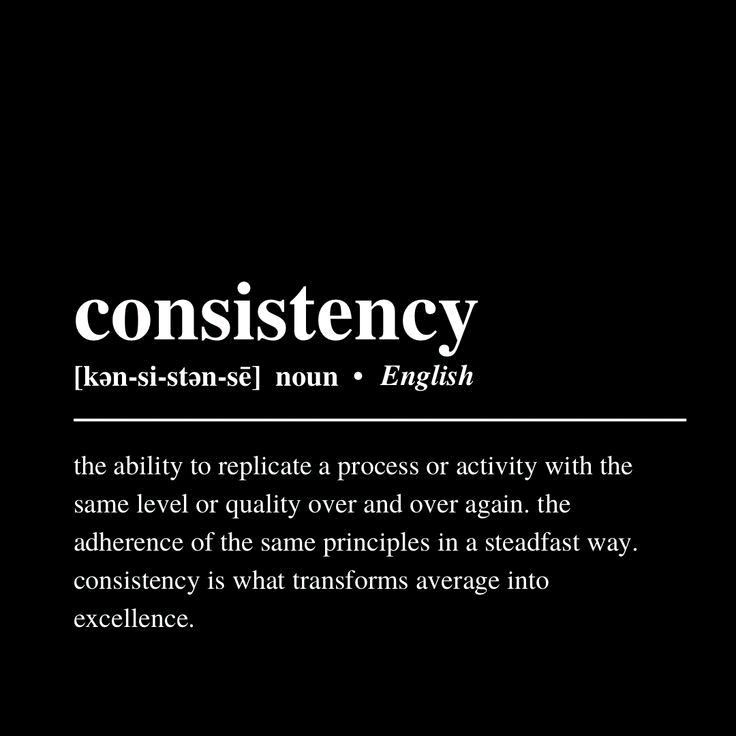 consistency
[kən-si-stən-sē] noun • English
the ability to replicate a process or activity with the
same level or quality over and over again. the
adherence of the same principles in a steadfast way.
consistency is what transforms average into
excellence.